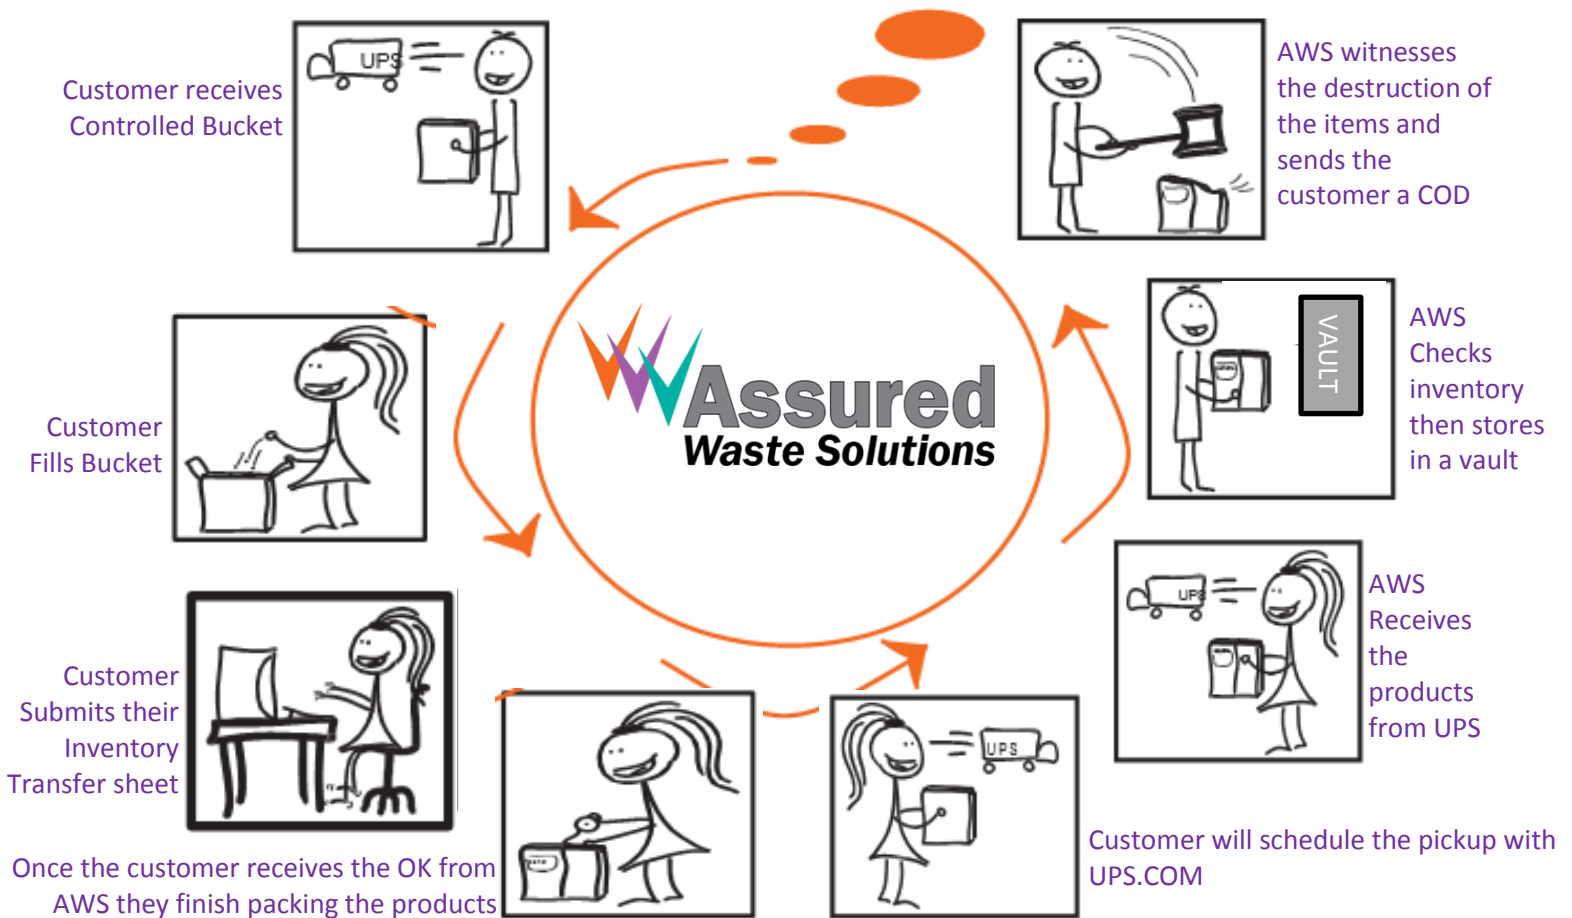 UPS
Customer receives
Controlled Bucket
Customer
Fills Bucket
Customer
Submits their
Inventory
Transfer sheet
Once the customer receives the OK from
AWS they finish packing the products
UPS
Customer will schedule the pickup with
UPS.COM
UPS
AWS
Receives
the
products
from UPS
VAULT
AWS
Checks
inventory
then stores
in a vault
AWS witnesses
the destruction of
the items and
sends the
customer a COD
Assured
Waste Solutions